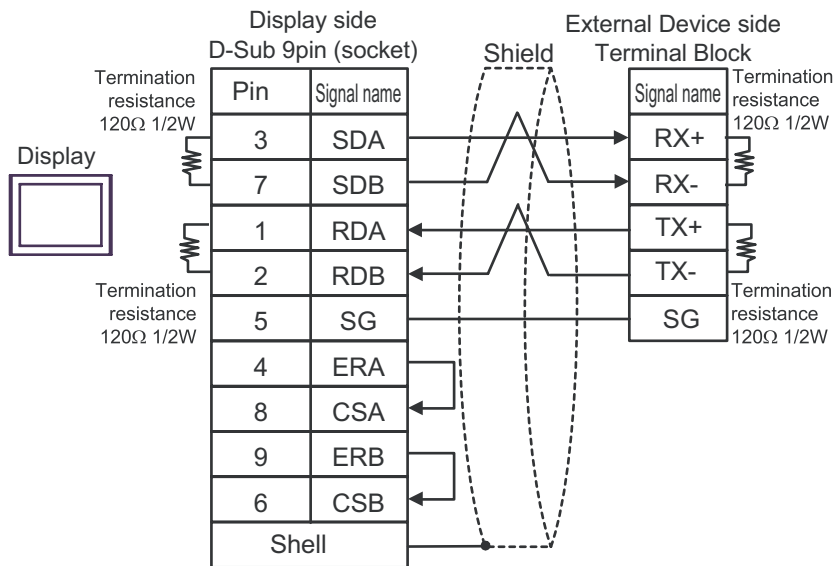 Display side
D-Sub 9pin (socket)
Shield
External Device side
Terminal Block
Termination
resistance
120Ω 1/2W
Pin Signal name
Signal name
Termination
resistance
120Ω 1/2W
Display
3 SDA
RX+
7 SDB
RX-
1 RDA
TX+
2 RDB
TX-
Termination
resistance
120Ω 1/2W
5 SG
SG
Termination
resistance
120Ω 1/2W
4 ERA
8 CSA
9 ERB
6 CSB
Shell